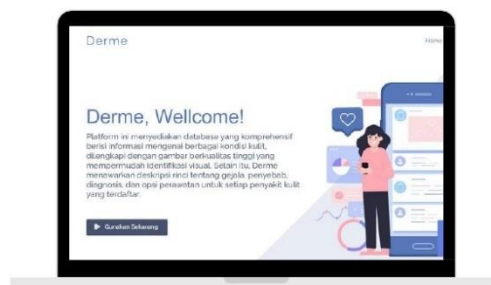 Derme
Home
Derme, Wellcome!
Platform ini menyediakan database yang komprehensif
berisi informasi mengenai berbagai kondisi kulit,
dilengkapi dengan gambar berkualitas tinggi yang
mempermudah identifikasi visual. Selain itu, Derme
menawarkan deskripsi rinci tentang gejala, penyebab,
diagnosis, dan opsi perawatan untuk setiap penyakit kulit
yang terdaftar.
Gunakan Sekarang